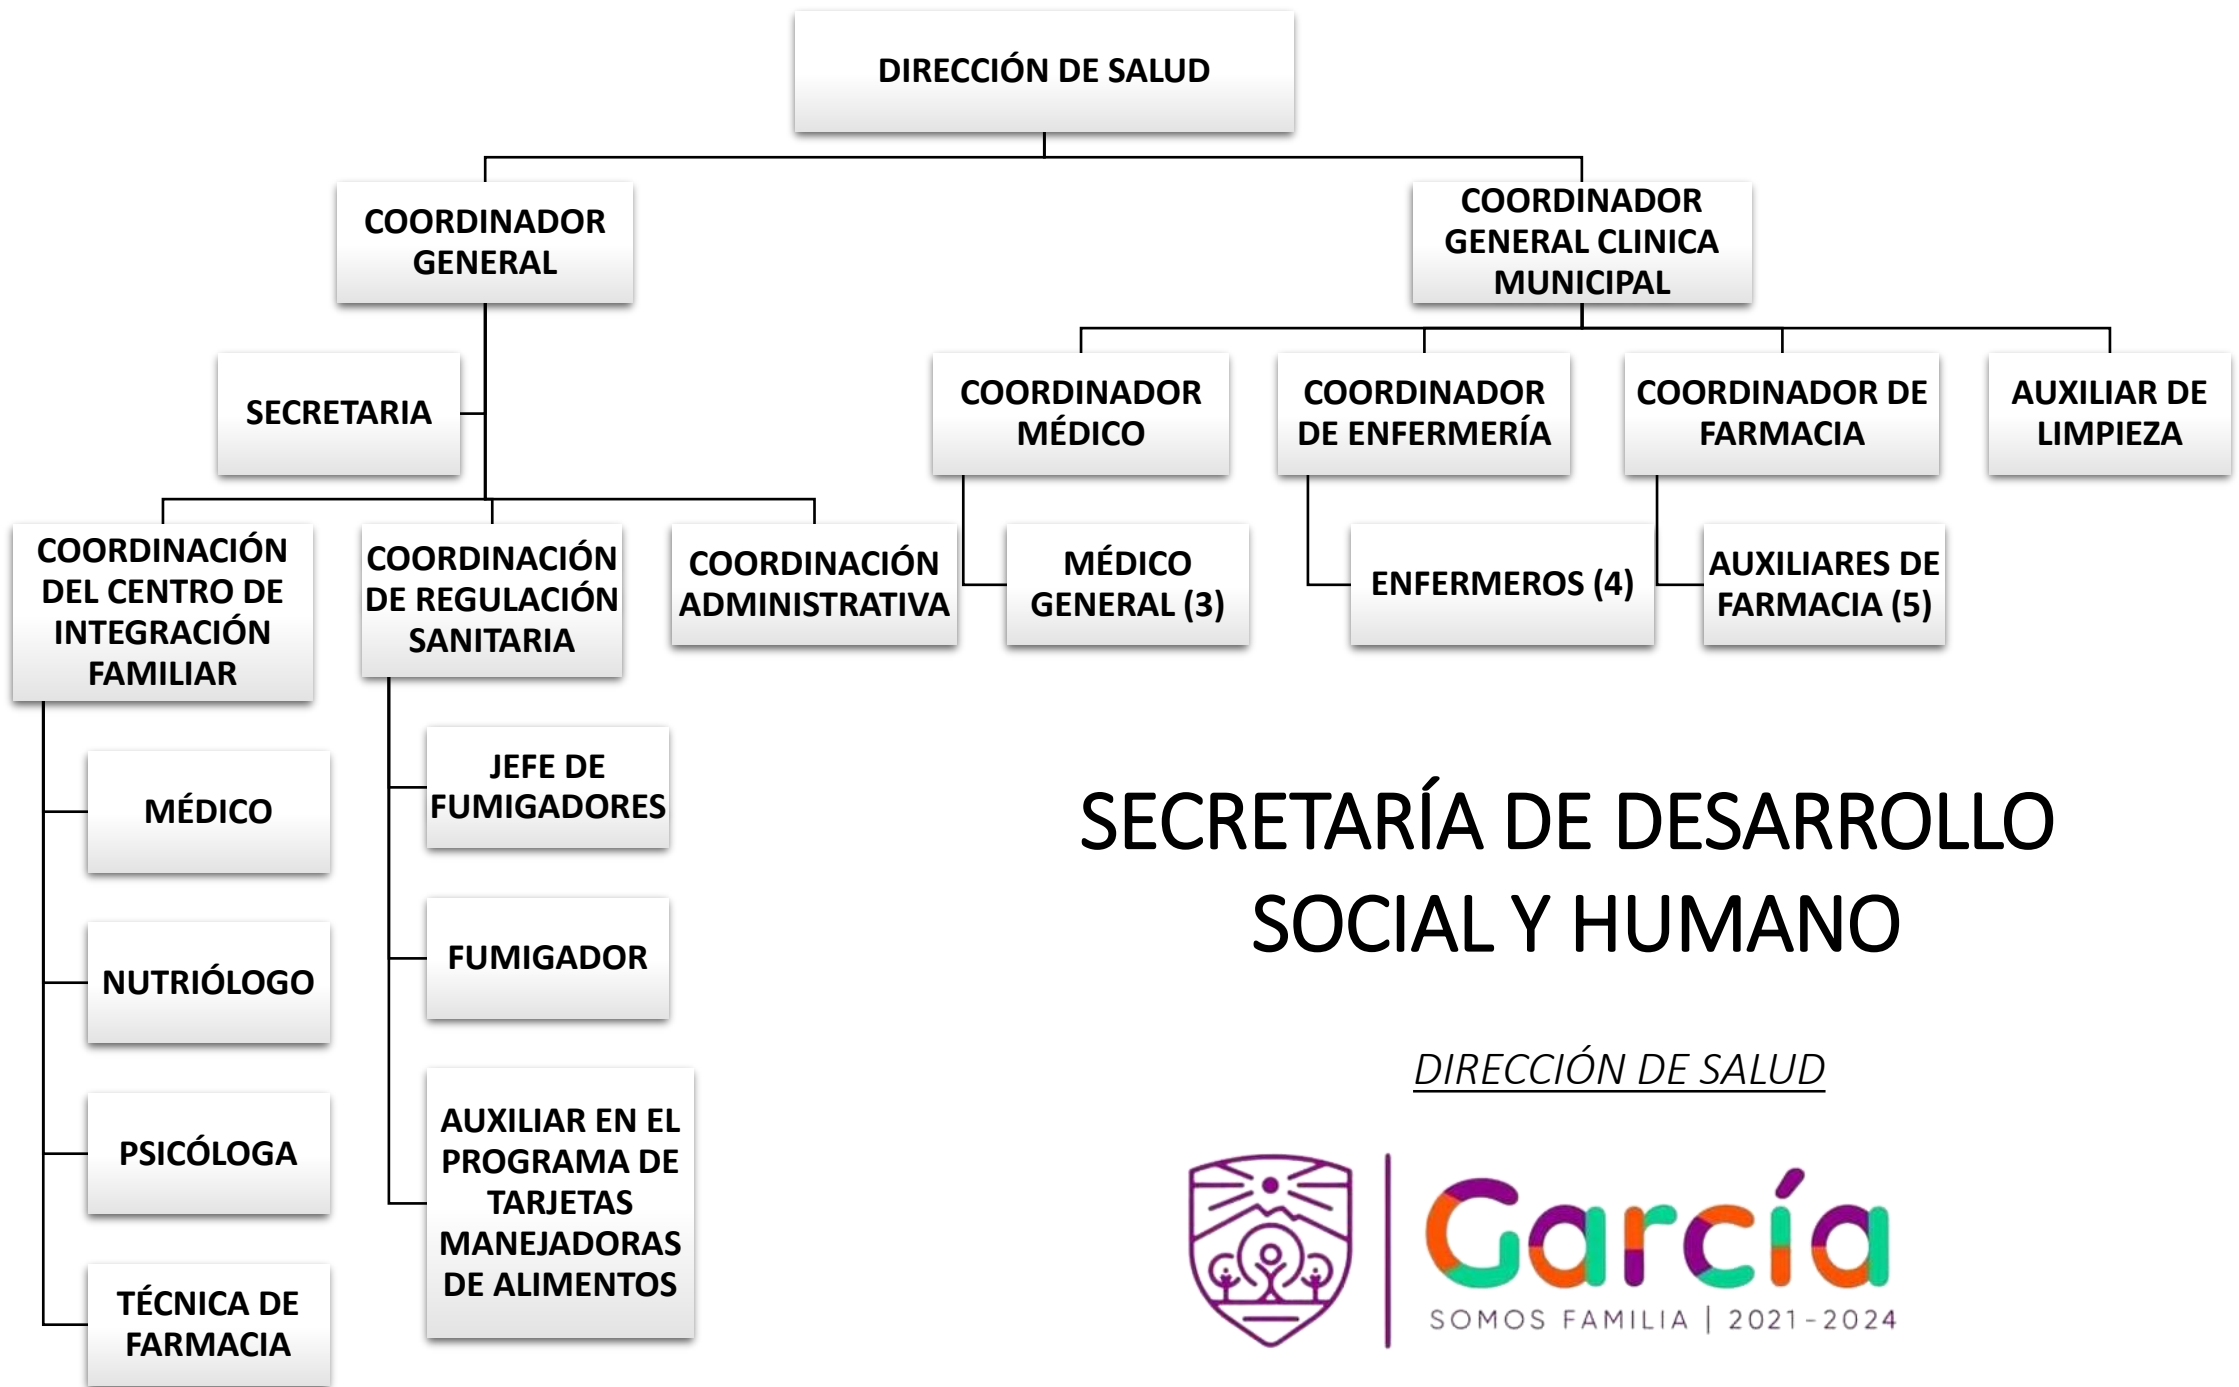 DIRECCIÓN DE SALUD
COORDINADOR
GENERAL
COORDINADOR
GENERAL CLINICA
MUNICIPAL
SECRETARIA
COORDINADOR
MÉDICO
COORDINADOR
DE ENFERMERÍA
COORDINADOR DE
FARMACIA
AUXILIAR DE
LIMPIEZA
COORDINACIÓN
DEL CENTRO DE
INTEGRACIÓN
FAMILIAR
COORDINACIÓN
DE REGULACIÓN
SANITARIA
COORDINACIÓN
ADMINISTRATIVA
MÉDICO
GENERAL (3)
ENFERMEROS (4)
AUXILIARES DE
FARMACIA (5)
MÉDICO
NUTRIÓLOGO
PSICÓLOGA
TÉCNICA DE
FARMACIA
JEFE DE
FUMIGADORES
FUMIGADOR
AUXILIAR EN EL
PROGRAMA DE
TARJETAS
MANEJADORAS
DE ALIMENTOS
SECRETARÍA DE DESARROLLO
SOCIAL Y HUMANO
DIRECCIÓN DE SALUD
García
SOMOS FAMILIA | 2021-2024